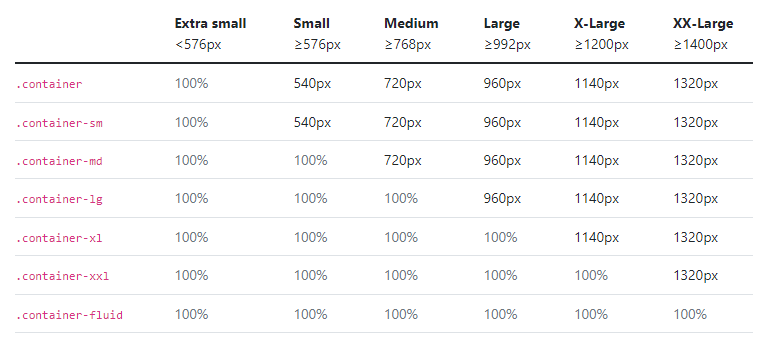 Extra small Small Medium Large X-Large XX-Large
<576px ≥576px ≥768px ≥992px ≥1200px ≥1400px
.container 100% 540px 720px 960px 1140px 1320px
.container-sm 100% 540px 720px 960px 1140px 1320px
.container-md 100% 100% 720px 960px 1140px 1320px
.container-lg 100% 100% 100% 960px 1140px 1320px
.container-xl 100% 100% 100% 100% 1140px 1320px
.container-xxl 100% 100% 100% 100% 100% 1320px
.container-fluid 100% 100% 100% 100% 100% 100%